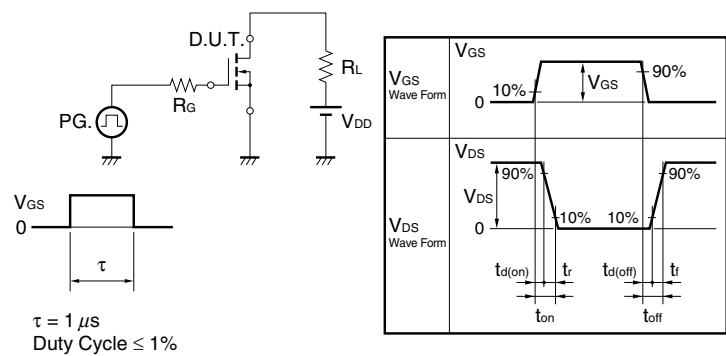 D.U.T.
RL
RG
PG.
VDD
VGS
0
τ
τ = 1 μs
Duty Cycle ≤ 1%
VGS
Wave Form
VGS
10%
VGS
90%
0
VDS
Wave Form
VDS
90%
90%
VDS
10%
10%
0
td(on)
tr
td(off)
tf
ton
toff